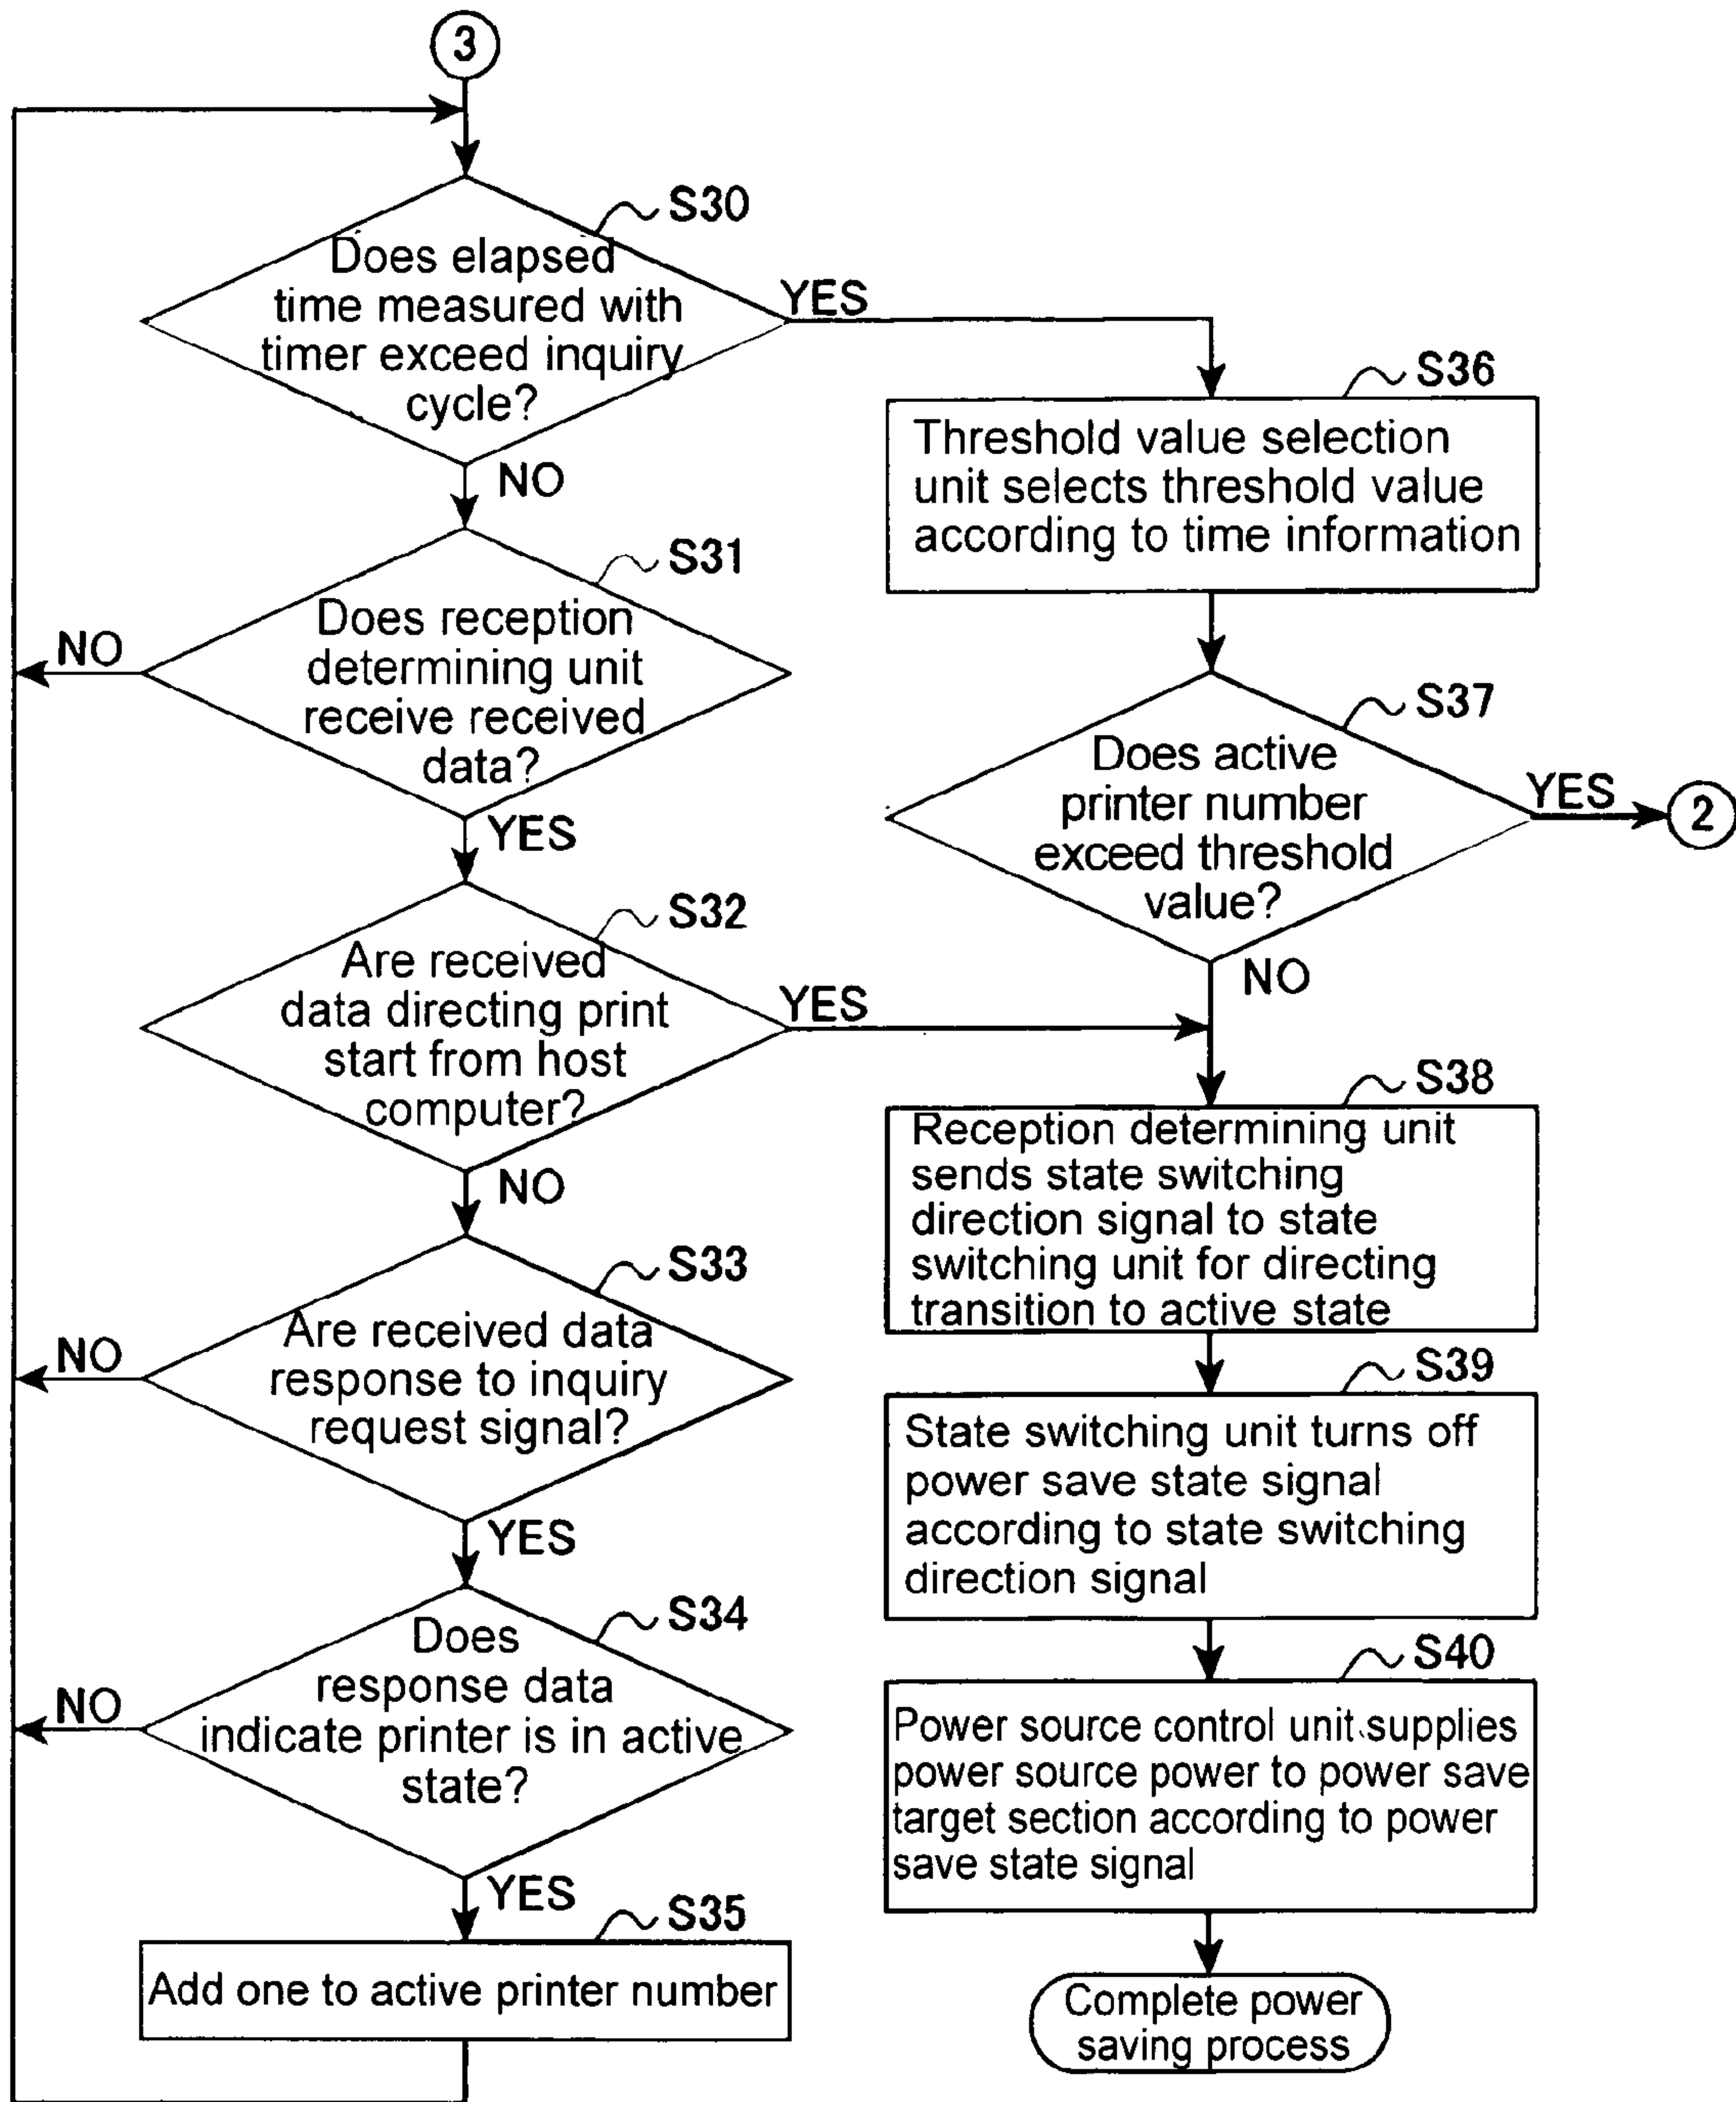 3
S30
Does elapsed
time measured with
timer exceed inquiry
cycle?
YES
NO
S31
Does reception
determining unit
receive received
data?
NO
YES
S32
Are received
data directing print
start from host
computer?
YES
NO
S33
Are received data
response to inquiry
request signal?
NO
YES
S34
Does
response data
indicate printer is in active
state?
NO
YES
S35
Add one to active printer number
S36
Threshold value selection
unit selects threshold value
according to time information
S37
Does active
printer number
exceed threshold
value?
YES
2
NO
S38
Reception determining unit
sends state switching
direction signal to state
switching unit for directing
transition to active state
S39
State switching unit turns off
power save state signal
according to state switching
direction signal
S40
Power source control unit supplies
power source power to power save
target section according to power
save state signal
Complete power
saving process